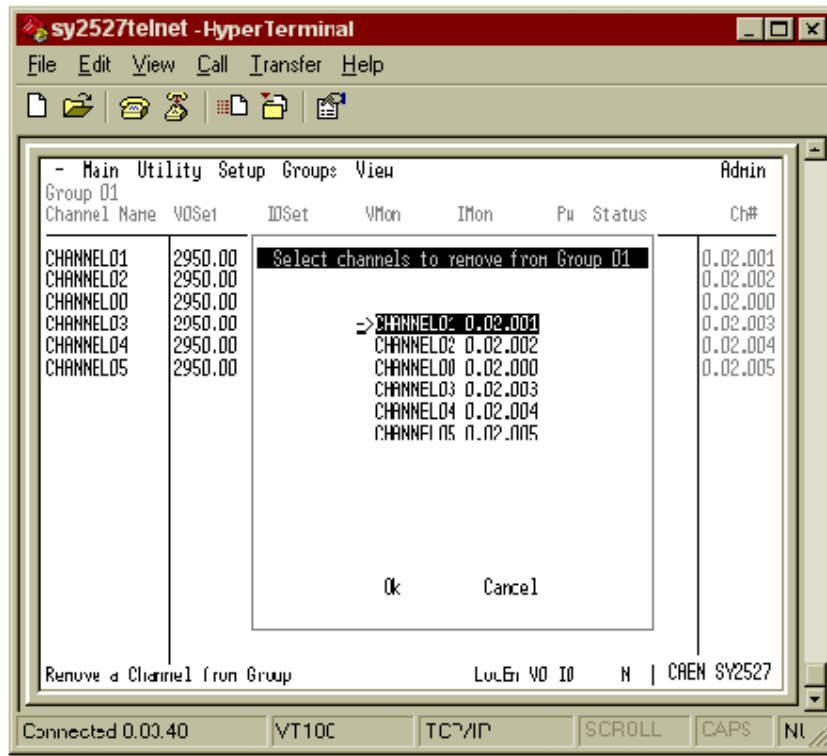 sy2527telnet - HyperTerminal
File Edit View Call Transfer Help
- Main Utility Setup Groups View Admin
Group 01
Channel Name V0Set I0Set VMon IMon Pw Status Ch#
CHANNEL01 2950.00 Select channels to remove from Group 01 0.02.001
CHANNEL02 2950.00 0.02.002
CHANNEL00 2950.00 0.02.000
CHANNEL03 2950.00 =>CHANNEL01 0.02.001 0.02.003
CHANNEL04 2950.00 CHANNEL02 0.02.002 0.02.004
CHANNEL05 2950.00 CHANNEL00 0.02.000 0.02.005
CHANNEL03 0.02.003
CHANNEL04 0.02.004
CHANNEL05 0.02.005
Ok Cancel
Remove a Channel from Group LocEn V0 I0 N | CAEN SY2527
Connected 0:00:40 VT100 TCP/IP SCROLL CAPS NU